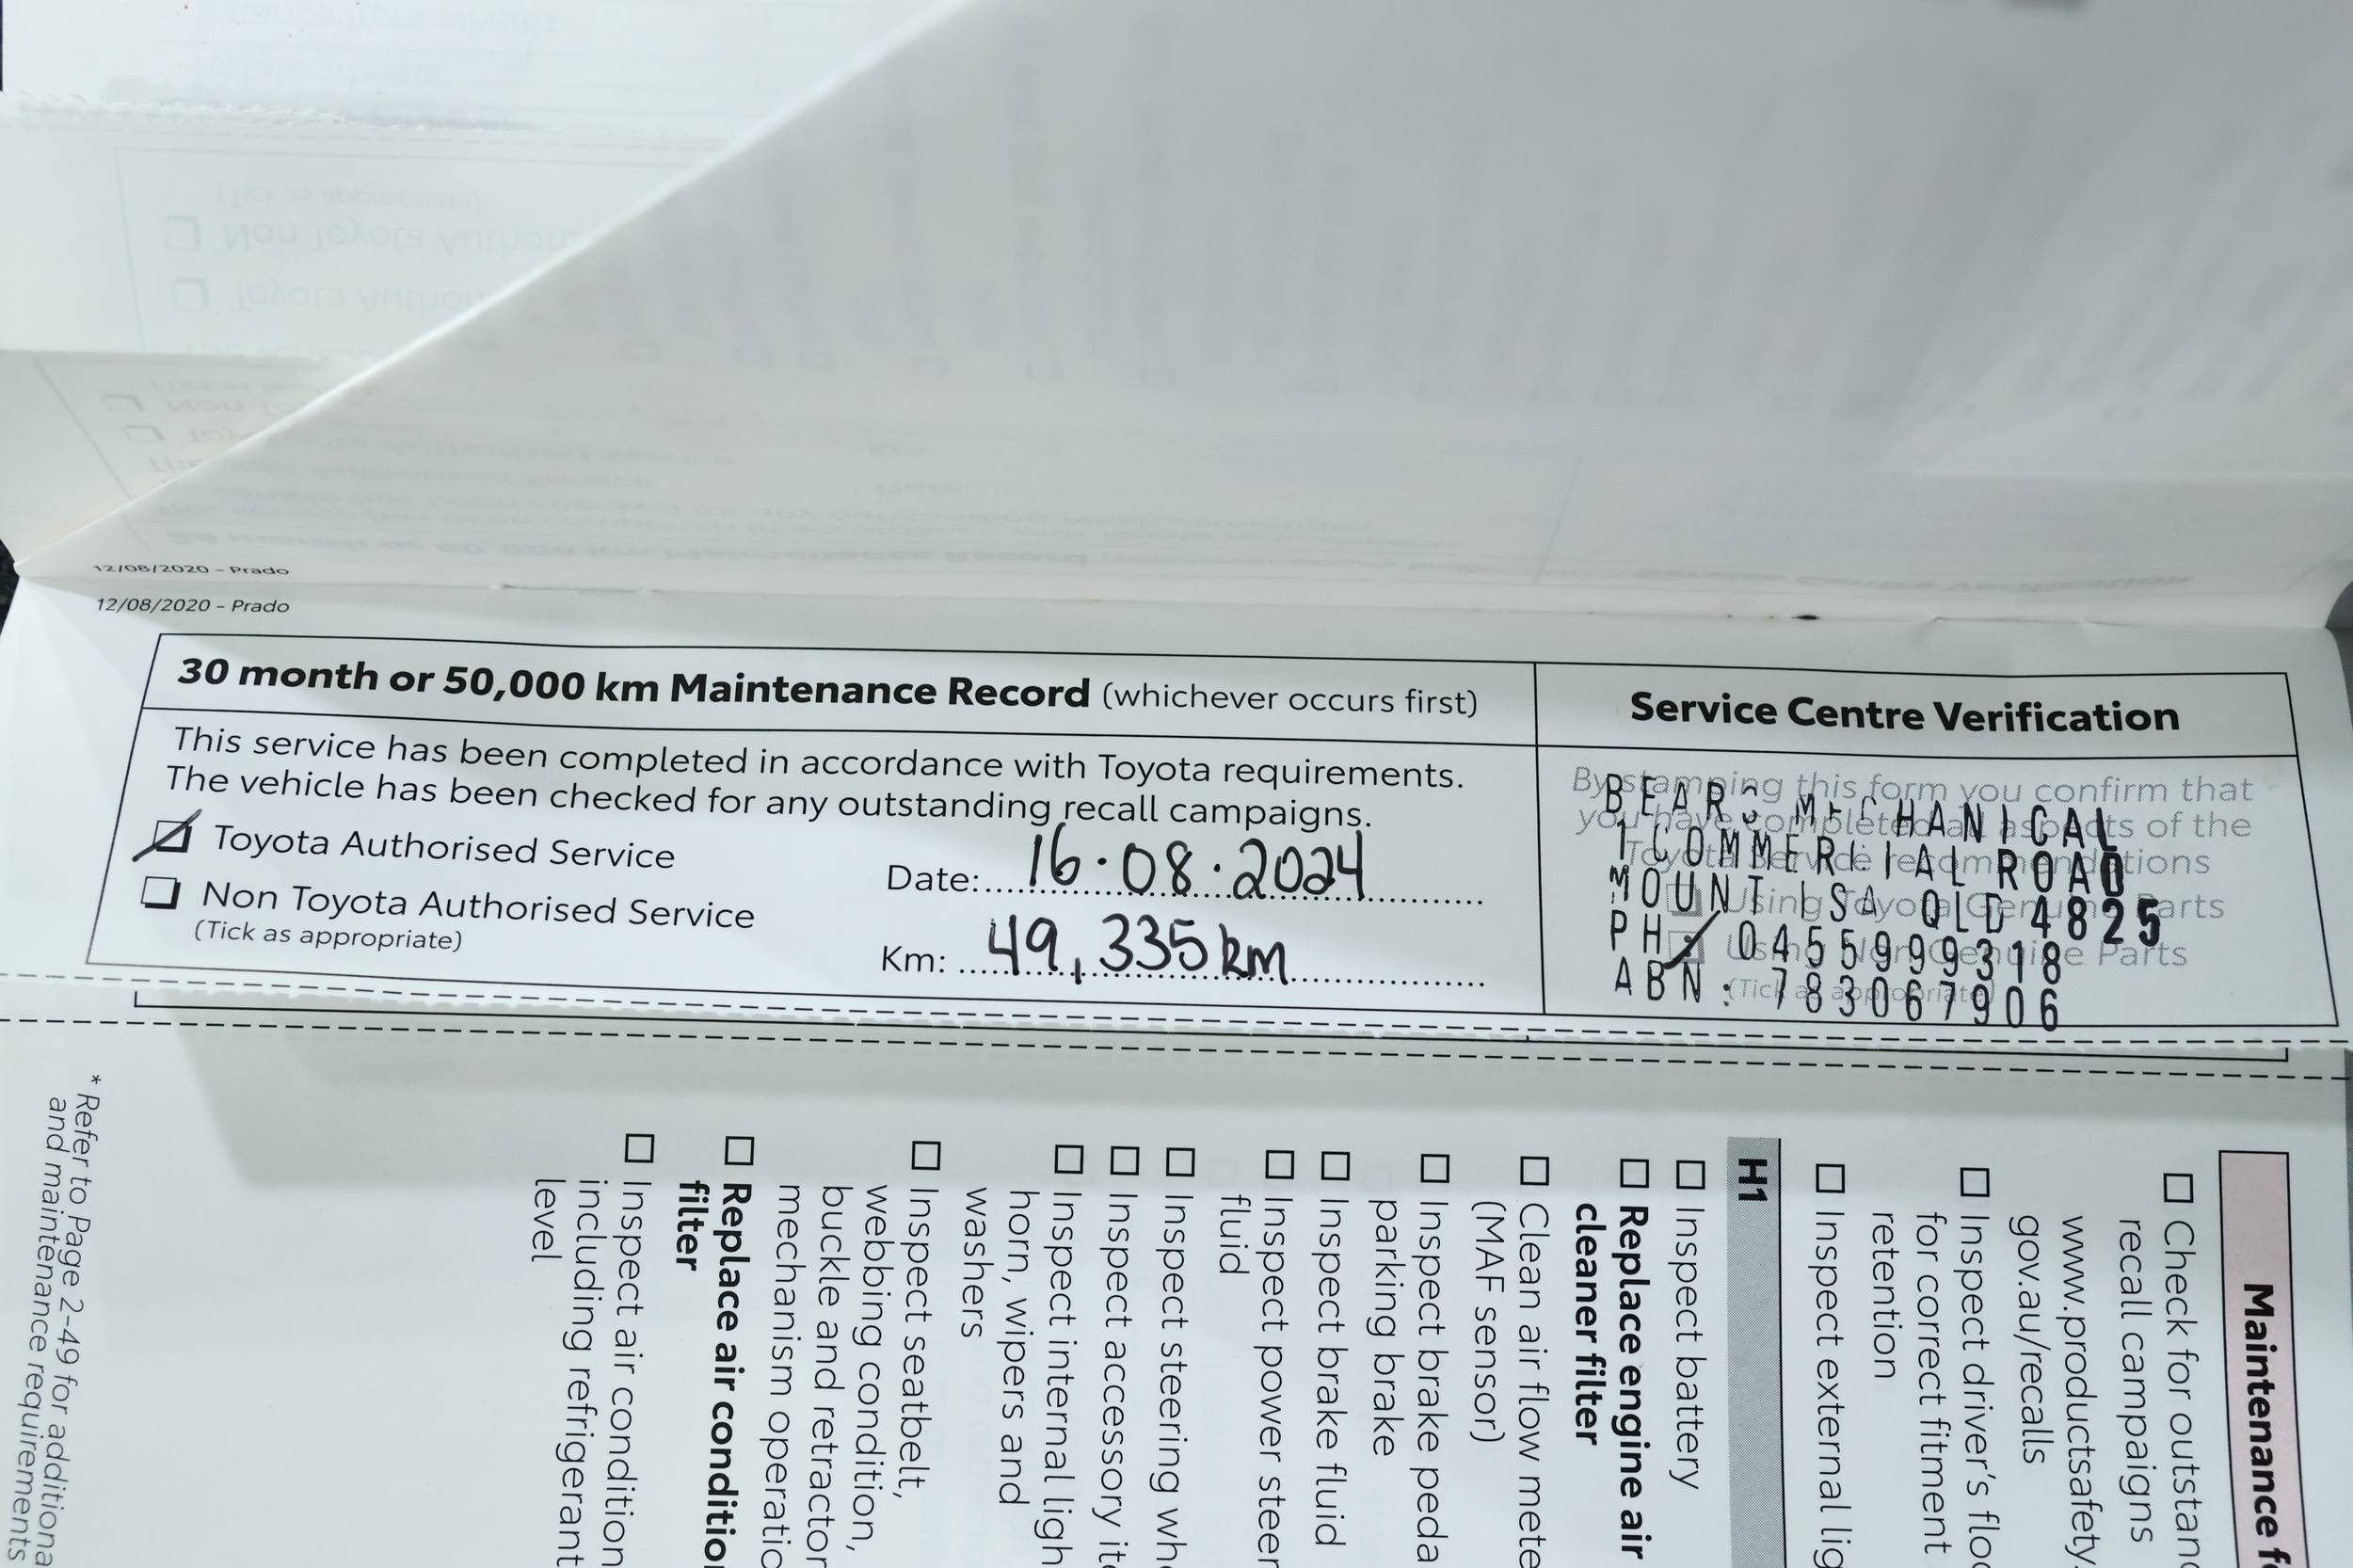 12/08/2020 – Prado
12/08/2020 – Prado
30 month or 50,000 km Maintenance Record (whichever occurs first)
This service has been completed in accordance with Toyota requirements.
The vehicle has been checked for any outstanding recall campaigns.
Toyota Authorised Service
Non Toyota Authorised Service
(Tick as appropriate)
Date: 16.08.2024
Km: 49,335km
Service Centre Verification
By stamping this form you confirm that
you have completed all aspects of the
Toyota Service recommendations
Using Toyota Genuine Parts
Using Non Genuine Parts
(Tick as appropriate)
BEARS MECHANICAL
1 COMMERCIAL ROAD
MOUNT ISA QLD 4825
PH: 0455999318
ABN: 783067906
Maintenance f
Check for outstan
recall campaigns
www.productsafety.
gov.au/recalls
Inspect driver's floo
for correct fitment
retention
Inspect external lig
H1
Inspect battery
Replace engine air
cleaner filter
Clean air flow mete
(MAF sensor)
Inspect brake peda
parking brake
Inspect brake fluid
Inspect power steer
fluid
Inspect steering whe
Inspect accessory ite
Inspect internal ligh
horn, wipers and
washers
Inspect seatbelt,
webbing condition,
buckle and retractor
mechanism operatio
Replace air conditio
filter
Inspect air condition
including refrigerant
level
* Refer to Page 2-49 for additiona
and maintenance requirements